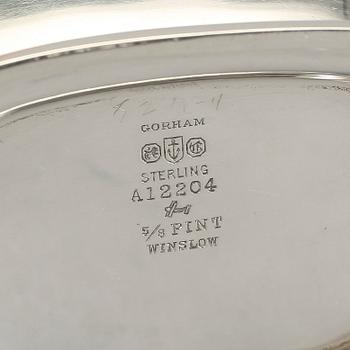 GORHAM
STERLING
A12204
5/8 PINT
WINSLOW